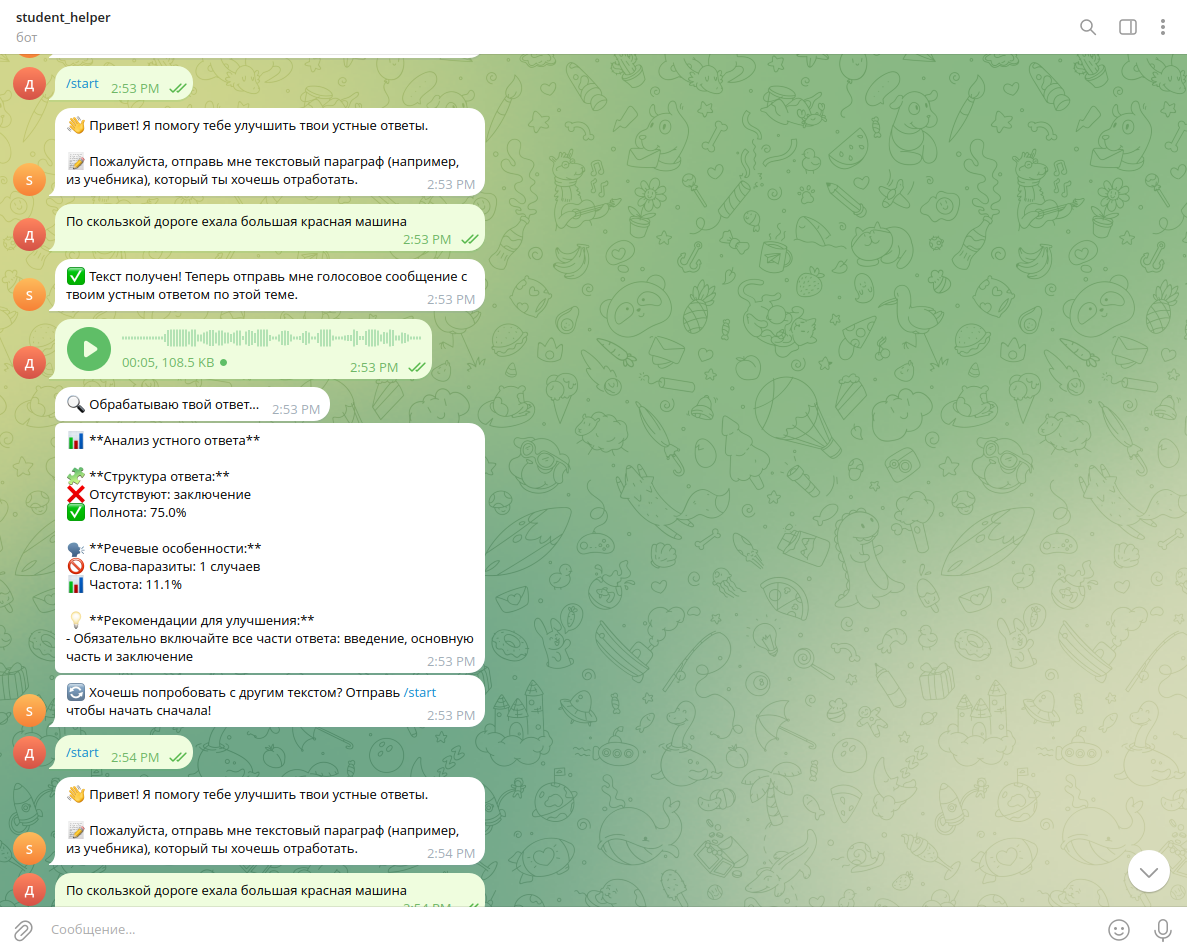 student_helper
бот
Д
/start 2:53 PM
👋 Привет! Я помогу тебе улучшить твои устные ответы.
📝 Пожалуйста, отправь мне текстовый параграф (например,
из учебника), который ты хочешь отработать. 2:53 PM
S
По скользкой дороге ехала большая красная машина
2:53 PM
Д
✅ Текст получен! Теперь отправь мне голосовое сообщение с
твоим устным ответом по этой теме. 2:53 PM
S
00:05, 108.5 KB 2:53 PM
Д
🔍 Обрабатываю твой ответ... 2:53 PM
📊 **Анализ устного ответа**
🧩 **Структура ответа:**
❌ Отсутствуют: заключение
✅ Полнота: 75.0%
🗣 **Речевые особенности:**
🚫 Слова-паразиты: 1 случаев
📊 Частота: 11.1%
💡 **Рекомендации для улучшения:**
- Обязательно включайте все части ответа: введение, основную
часть и заключение 2:53 PM
🔄 Хочешь попробовать с другим текстом? Отправь /start
чтобы начать сначала! 2:53 PM
S
Д
/start 2:54 PM
👋 Привет! Я помогу тебе улучшить твои устные ответы.
📝 Пожалуйста, отправь мне текстовый параграф (например,
из учебника), который ты хочешь отработать. 2:54 PM
S
Д
По скользкой дороге ехала большая красная машина
2:54 PM
Сообщение...